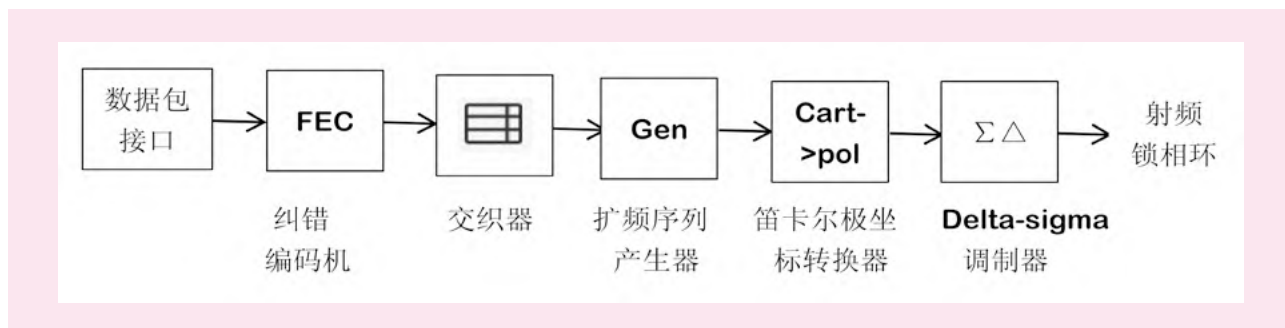 数据包
接口
FEC
Gen
Cart-
>pol
Σ△
射频
锁相环
纠错
编码机
交织器
扩频序列
产生器
笛卡尔极坐
标转换器
Delta-sigma
调制器